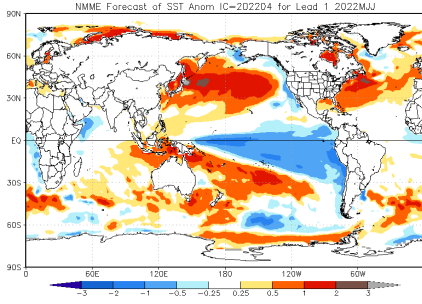 NMME Forecast of SST Anom IC=202204 for Lead 1 2022MJJ
90N
60N
30N
EQ
30S
60S
90S
0 60E 120E 180 120W 60W
-3 -2 -1 -0.5 -0.25 0.25 0.5 1 2 3